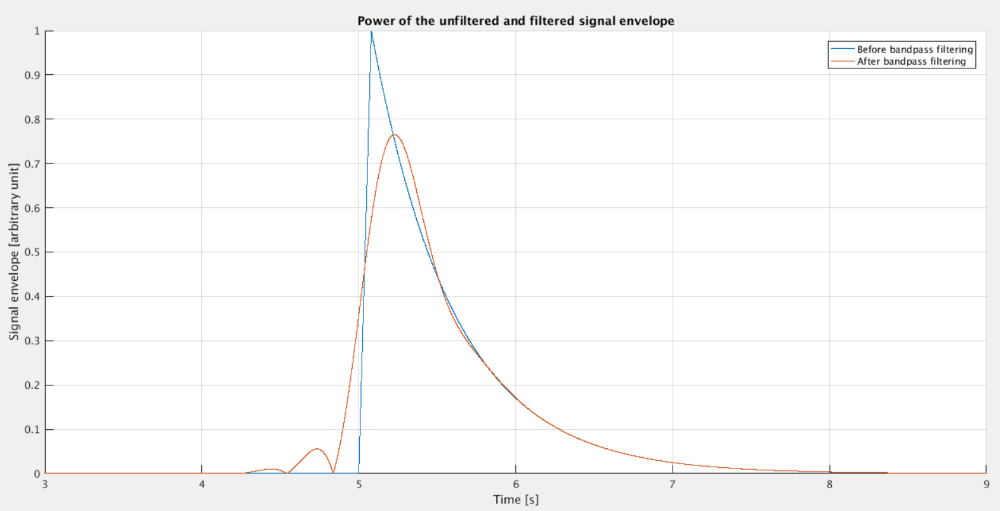 Power of the unfiltered and filtered signal envelope
Before bandpass filtering
After bandpass filtering
Signal envelope [arbitrary unit]
1
0.9
0.8
0.7
0.6
0.5
0.4
0.3
0.2
0.1
0
3 4 5 6 7 8 9
Time [s]